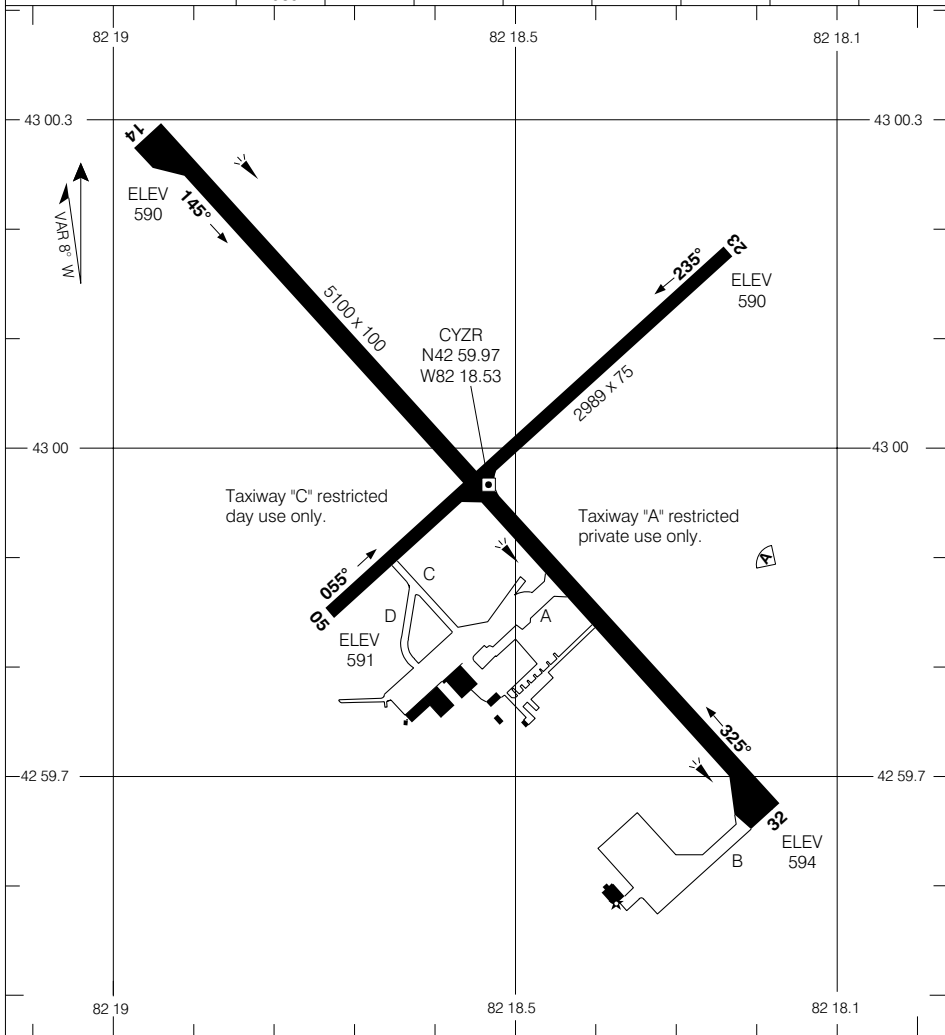 82 19
82 18.5
82 18.1
43 00.3
43 00.3
14
ELEV
590
145°
VAR 8° W
23
235°
ELEV
590
5100 x 100
CYZR
N42 59.97
W82 18.53
2989 x 75
43 00
43 00
Taxiway "C" restricted
day use only.
Taxiway "A" restricted
private use only.
A
C
055°
05
D
A
ELEV
591
325°
42 59.7
42 59.7
32
ELEV
594
B
82 19
82 18.5
82 18.1